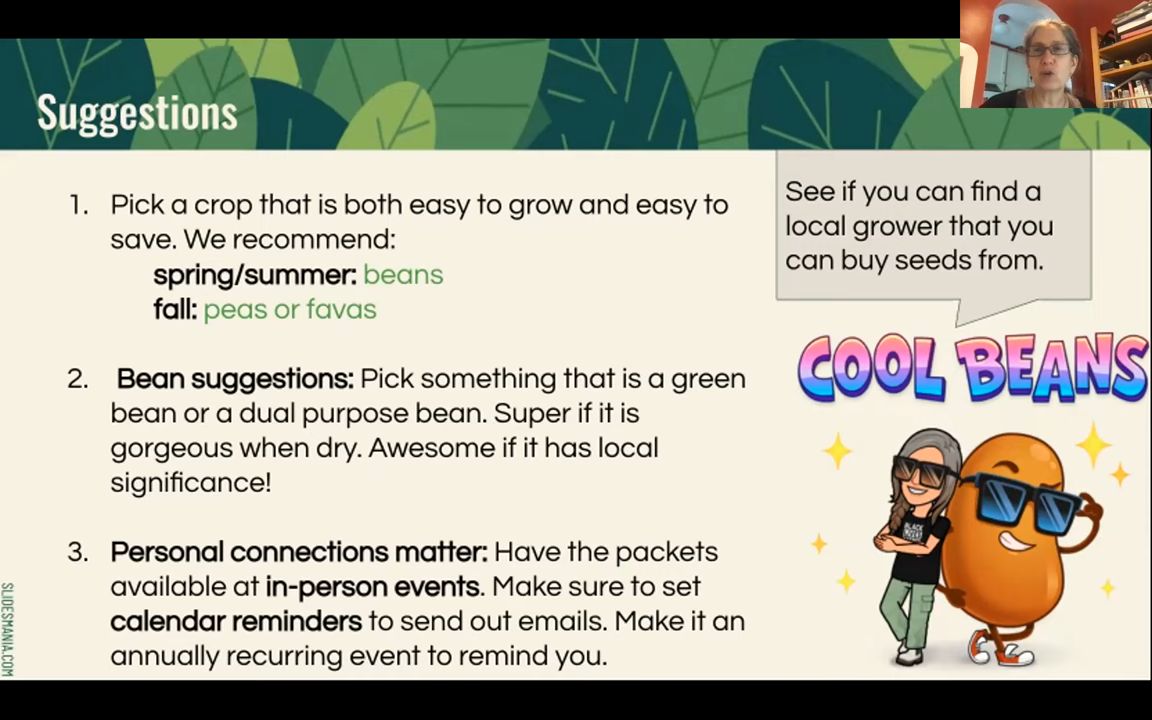 Suggestions
1. Pick a crop that is both easy to grow and easy to
save. We recommend:
spring/summer: beans
fall: peas or favas
2. Bean suggestions: Pick something that is a green
bean or a dual purpose bean. Super if it is
gorgeous when dry. Awesome if it has local
significance!
3. Personal connections matter: Have the packets
available at in-person events. Make sure to set
calendar reminders to send out emails. Make it an
annually recurring event to remind you.
See if you can find a
local grower that you
can buy seeds from.
COOL BEANS
BLACK
SLIDESMANIA.COM